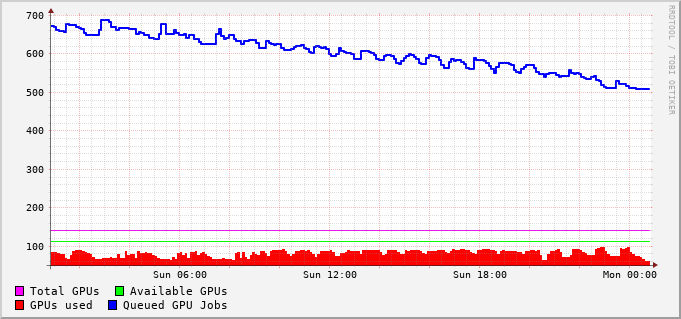 700
600
500
400
300
200
100
Sun 06:00 Sun 12:00 Sun 18:00 Mon 00:00
Total GPUs Available GPUs
GPUs used Queued GPU Jobs
RRDTOOL / TOBI OETIKER